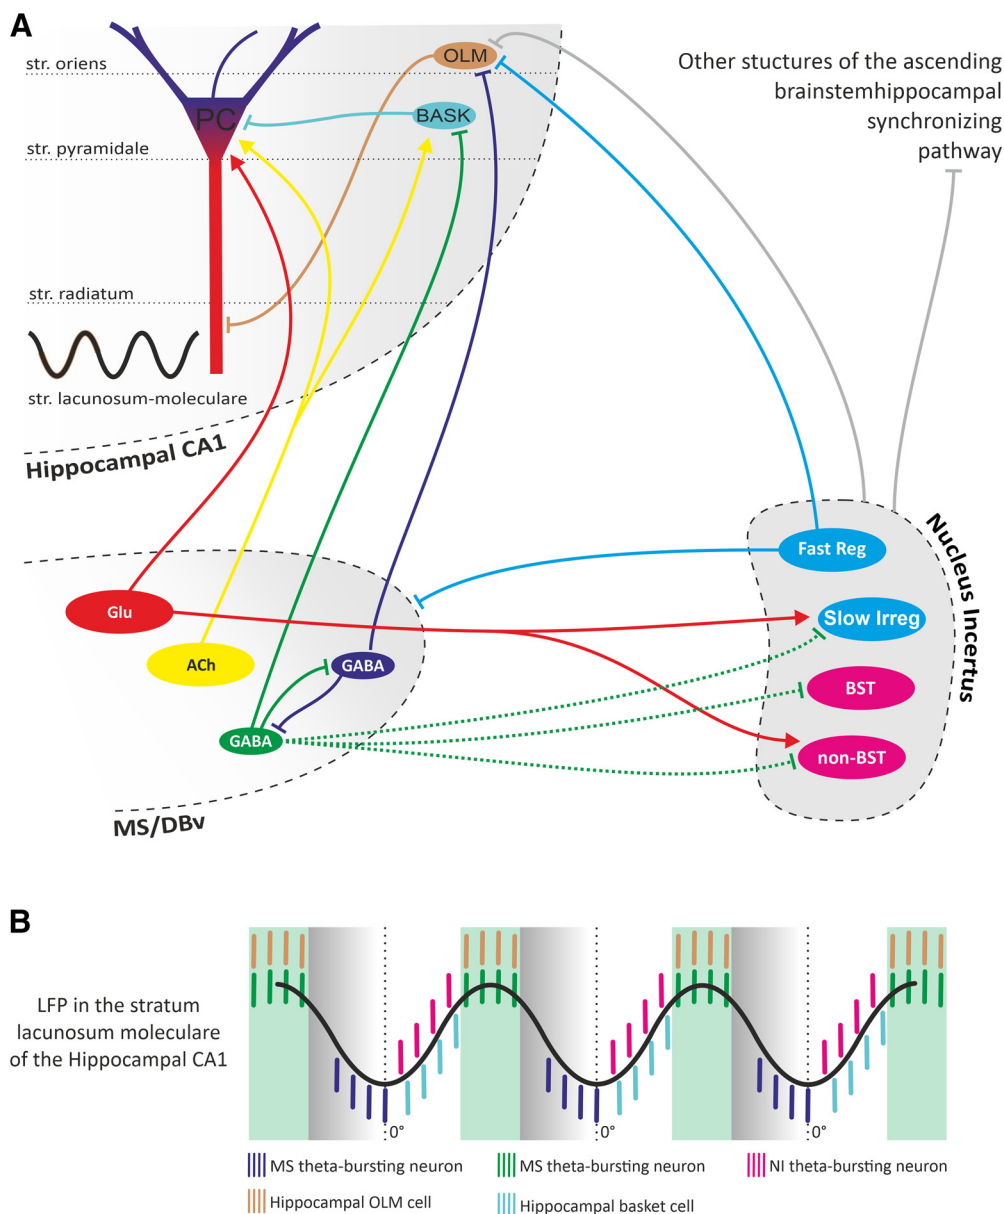 A
str. oriens
OLM
Other stuctures of the ascending
brainstemhippocampal
synchronizing
pathway
PC
BASK
str. pyramidale
str. radiatum
str. lacunosum-moleculare
Hippocampal CA1
Nucleus Incertus
Fast Reg
Glu
Slow Irreg
ACh
GABA
BST
GABA
non-BST
MS/DBv
B
LFP in the stratum
lacunosum moleculare
of the Hippocampal CA1
0°
0°
0°
MS theta-bursting neuron
MS theta-bursting neuron
NI theta-bursting neuron
Hippocampal OLM cell
Hippocampal basket cell